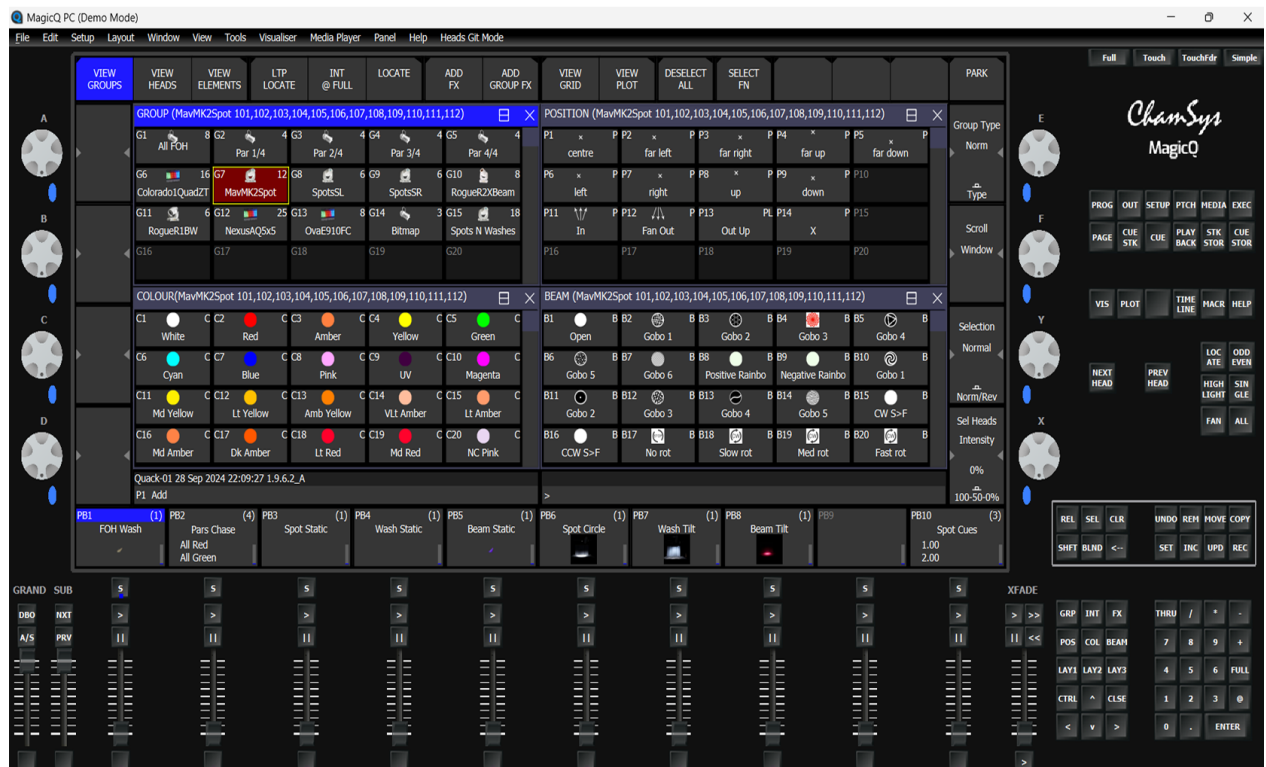 MagicQ PC (Demo Mode)
File Edit Setup Layout Window View Tools Visualiser Media Player Panel Help Heads Git Mode
Full Touch TouchFdr Simple
VIEW GROUPS VIEW HEADS VIEW ELEMENTS LTP LOCATE INT @ FULL LOCATE ADD FX ADD GROUP FX VIEW GRID VIEW PLOT DESELECT ALL SELECT FN PARK
ChamSys
MagicQ
GROUP (MavMK2Spot 101,102,103,104,105,106,107,108,109,110,111,112)
G1 8 G2 4 G3 4 G4 4 G5 4
All FOH Par 1/4 Par 2/4 Par 3/4 Par 4/4
G6 16 G7 12 G8 6 G9 6 G10 8
Colorado1QuadZT MavMK2Spot SpotsSL SpotsSR RogueR2XBeam
G11 6 G12 25 G13 8 G14 3 G15 18
RogueR1BW NexusAQ5x5 OvaE910FC Bitmap Spots N Washes
G16 G17 G18 G19 G20
POSITION (MavMK2Spot 101,102,103,104,105,106,107,108,109,110,111,112)
P1 P P2 P P3 P P4 P P5 P
centre far left far right far up far down
P6 P P7 P P8 P P9 P P10
left right up down
P11 P P12 P P13 PL P14 P P15
In Fan Out Out Up X
P16 P17 P18 P19 P20
COLOUR(MavMK2Spot 101,102,103,104,105,106,107,108,109,110,111,112)
C1 C C2 C C3 C C4 C C5 C
White Red Amber Yellow Green
C6 C C7 C C8 C C9 C C10 C
Cyan Blue Pink UV Magenta
C11 C C12 C C13 C C14 C C15 C
Md Yellow Lt Yellow Amb Yellow VLt Amber Lt Amber
C16 C C17 C C18 C C19 C C20 C
Md Amber Dk Amber Lt Red Md Red NC Pink
BEAM (MavMK2Spot 101,102,103,104,105,106,107,108,109,110,111,112)
B1 B B2 B B3 B B4 B B5 B
Open Gobo 1 Gobo 2 Gobo 3 Gobo 4
B6 B B7 B B8 B B9 B B10 B
Gobo 5 Gobo 6 Positive Rainbo Negative Rainbo Gobo 1
B11 B B12 B B13 B B14 B B15 B
Gobo 2 Gobo 3 Gobo 4 Gobo 5 CW S>F
B16 B B17 B B18 B B19 B B20 B
CCW S>F No rot Slow rot Med rot Fast rot
Group Type
Norm
Type
Scroll
Window
Selection
Normal
Norm/Rev
Sel Heads
Intensity
0%
100-50-0%
A
B
C
D
E
F
Y
X
Quack-01 28 Sep 2024 22:09:27 1.9.6.2_A
P1 Add
>
PB1 (1) PB2 (4) PB3 (1) PB4 (1) PB5 (1) PB6 (1) PB7 (1) PB8 (1) PB9 PB10 (3)
FOH Wash Pars Chase Spot Static Wash Static Beam Static Spot Circle Wash Tilt Beam Tilt Spot Cues
All Red
All Green
1.00
2.00
PROG OUT SETUP PTCH MEDIA EXEC
PAGE CUE STK CUE PLAY BACK STK STOR CUE STOR
VIS PLOT TIME LINE MACR HELP
LOC ATE ODD EVEN
NEXT HEAD PREV HEAD HIGH LIGHT SIN GLE
FAN ALL
REL SEL CLR UNDO REM MOVE COPY
SHFT BLND <-- SET INC UPD REC
GRAND SUB
XFADE
S S S S S S S S S S
DBO NXT > > > > > > > > > > > >>
A/S PRV II II II II II II II II II II II <<
>
GRP INT FX THRU / * -
POS COL BEAM 7 8 9 +
LAY1 LAY2 LAY3 4 5 6 FULL
CTRL ^ CLSE 1 2 3 @
< v > 0 . ENTER